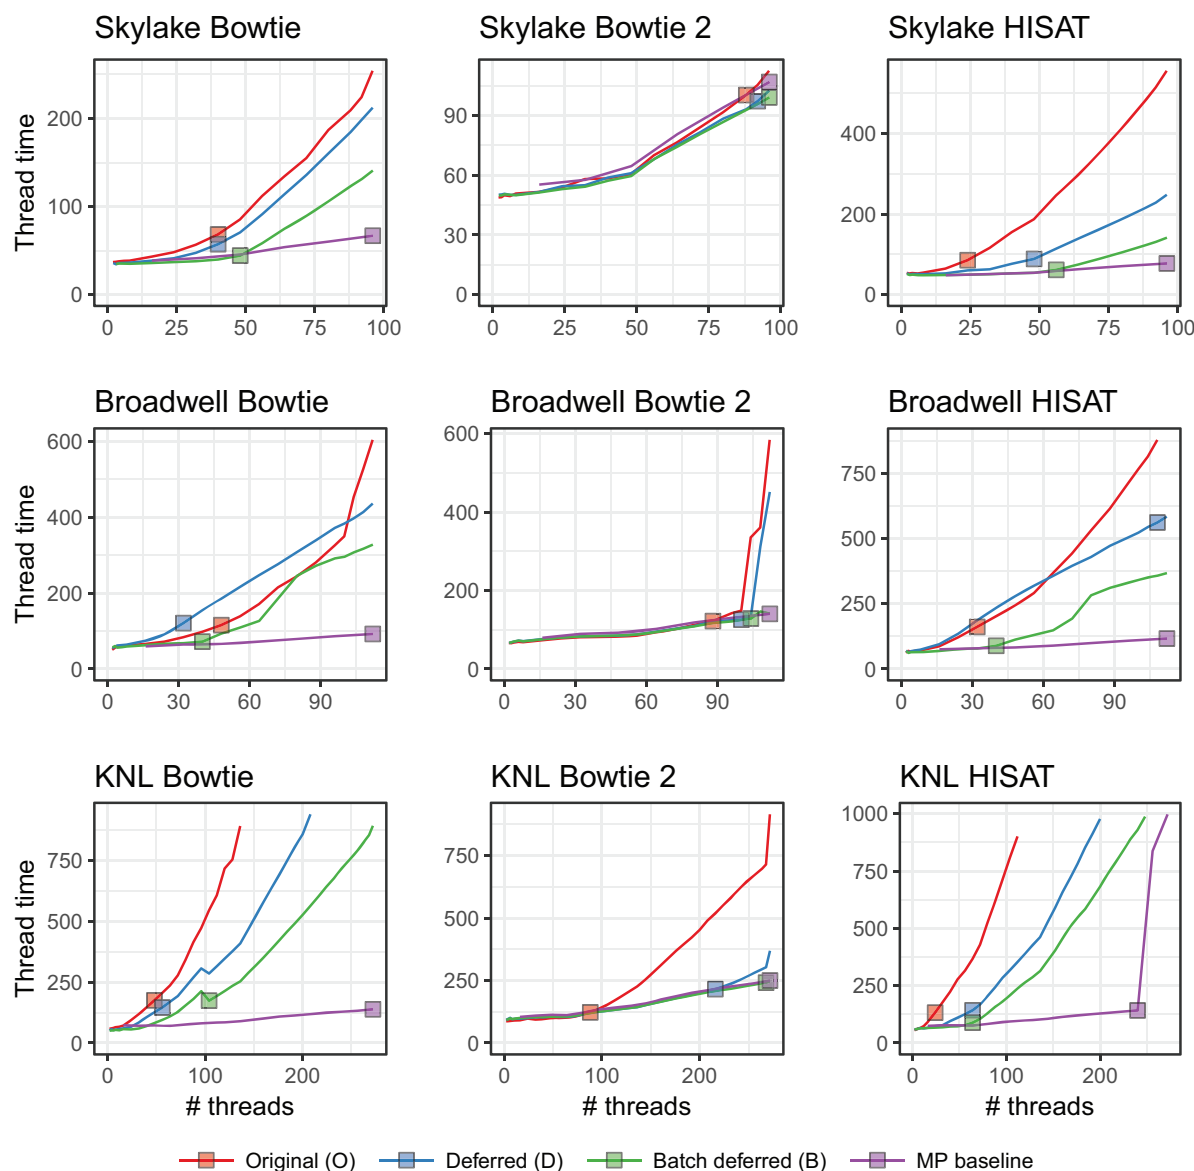 Skylake Bowtie
Skylake Bowtie 2
Skylake HISAT
Thread time
200
100
0
0 25 50 75 100
90
60
30
0
0 25 50 75 100
400
200
0
0 25 50 75 100
Broadwell Bowtie
Broadwell Bowtie 2
Broadwell HISAT
Thread time
600
400
200
0
30 60 90
600
400
200
0
0 30 60 90
750
500
250
0
0 30 60 90
KNL Bowtie
KNL Bowtie 2
KNL HISAT
Thread time
750
500
250
0
0 100 200
# threads
750
500
250
0
0 100 200
# threads
1000
750
500
250
0
0 100 200
# threads
Original (O) Deferred (D) Batch deferred (B) MP baseline